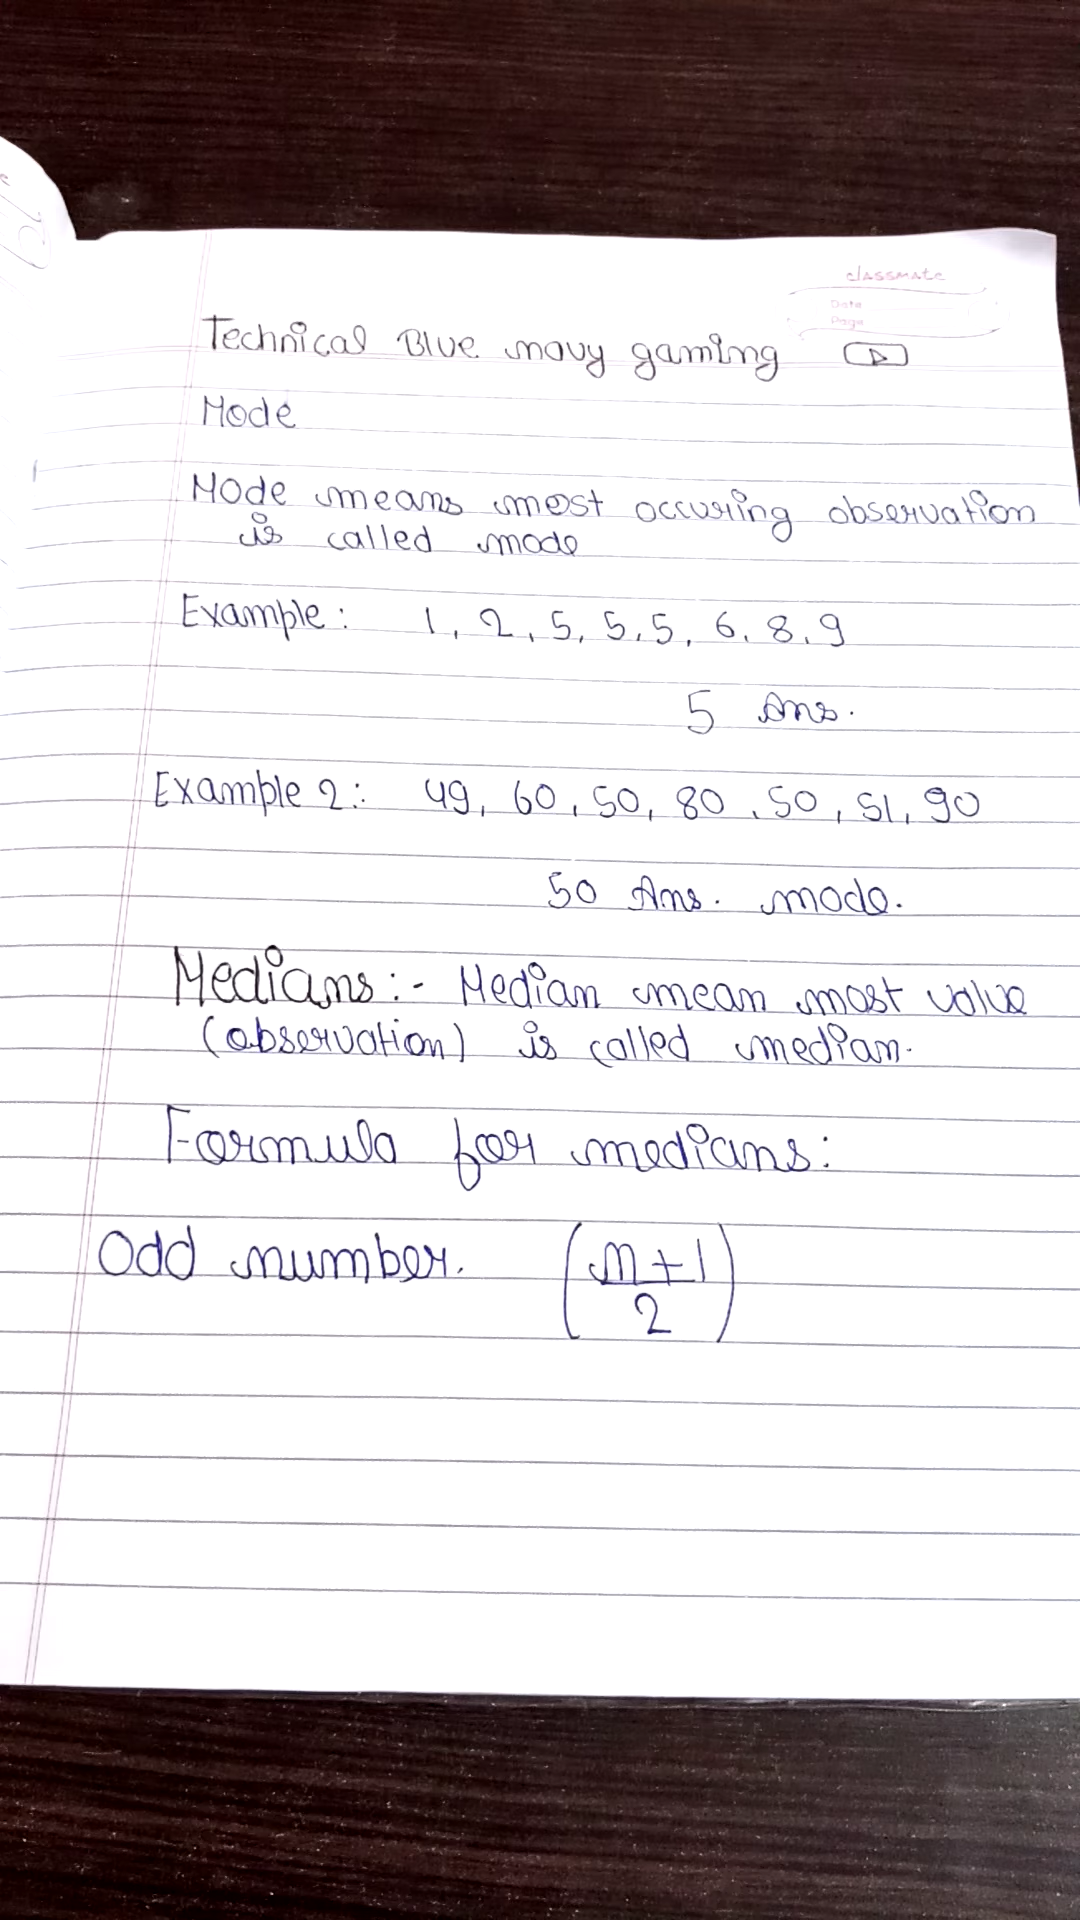 classmate
Date
Page
Technical Blue navy gaming
Mode
Mode means most occuring observation
is called mode
Example: 1, 2, 5, 5, 5, 6, 8, 9
5 Ans.
Example 2: 49, 60, 50, 80, 50, 51, 90
50 Ans. mode.
Medians:- Median mean most value
(observation) is called median.
Formula for medians:
Odd number. (n+1/2)